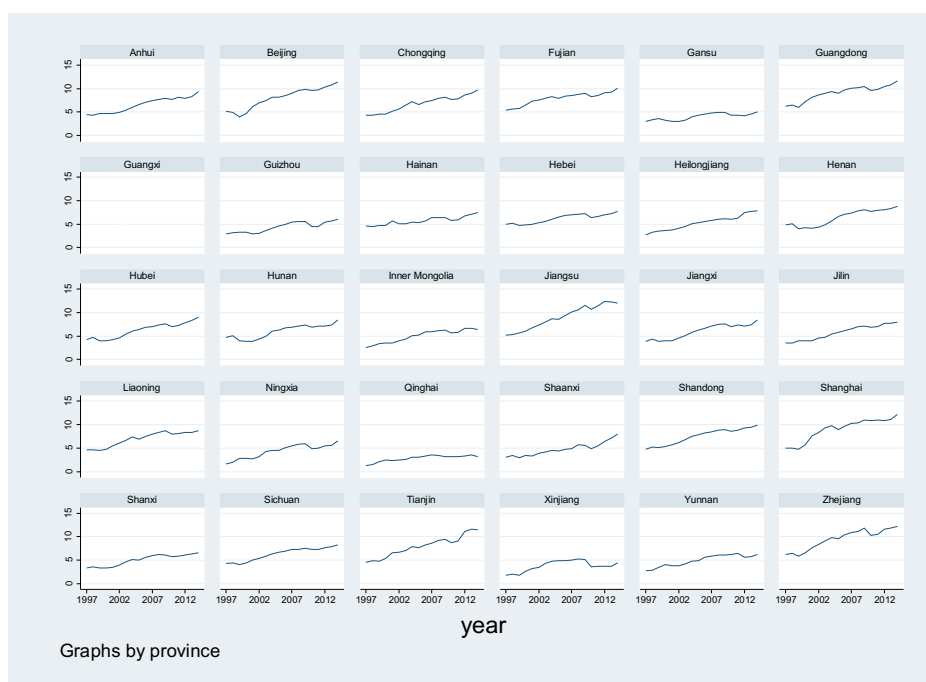 Anhui Beijing Chongqing Fujian Gansu Guangdong
15
10
5
0
Guangxi Guizhou Hainan Hebei Heilongjiang Henan
15
10
5
0
Hubei Hunan Inner Mongolia Jiangsu Jiangxi Jilin
15
10
5
0
Liaoning Ningxia Qinghai Shaanxi Shandong Shanghai
15
10
5
0
Shanxi Sichuan Tianjin Xinjiang Yunnan Zhejiang
15
10
5
0
1997 2002 2007 2012 1997 2002 2007 2012 1997 2002 2007 2012 1997 2002 2007 2012 1997 2002 2007 2012 1997 2002 2007 2012
year
Graphs by province